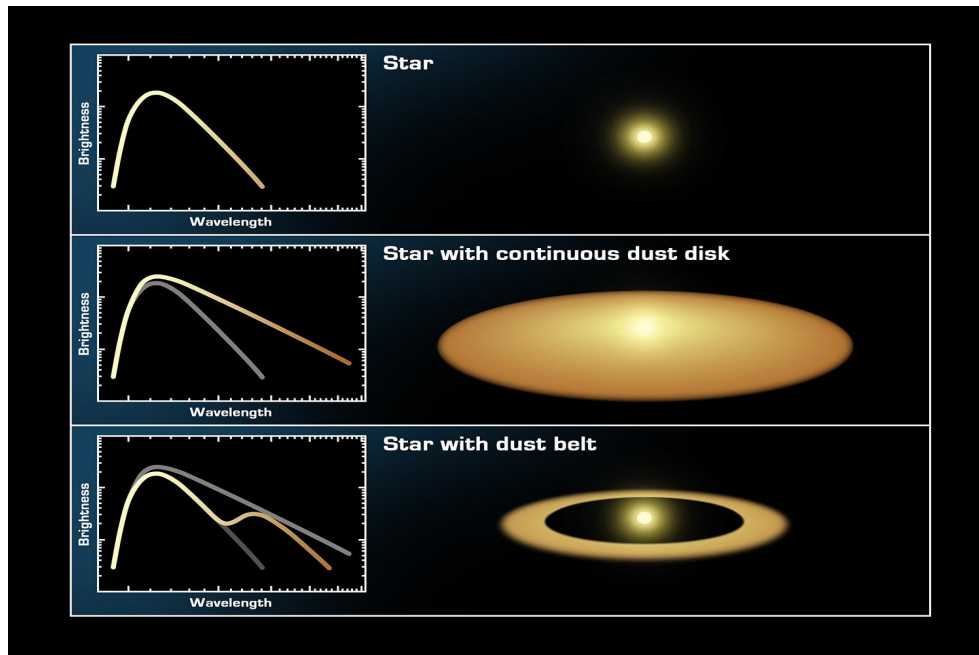 Star
Brightness
Wavelength
Star with continuous dust disk
Brightness
Wavelength
Star with dust belt
Brightness
Wavelength